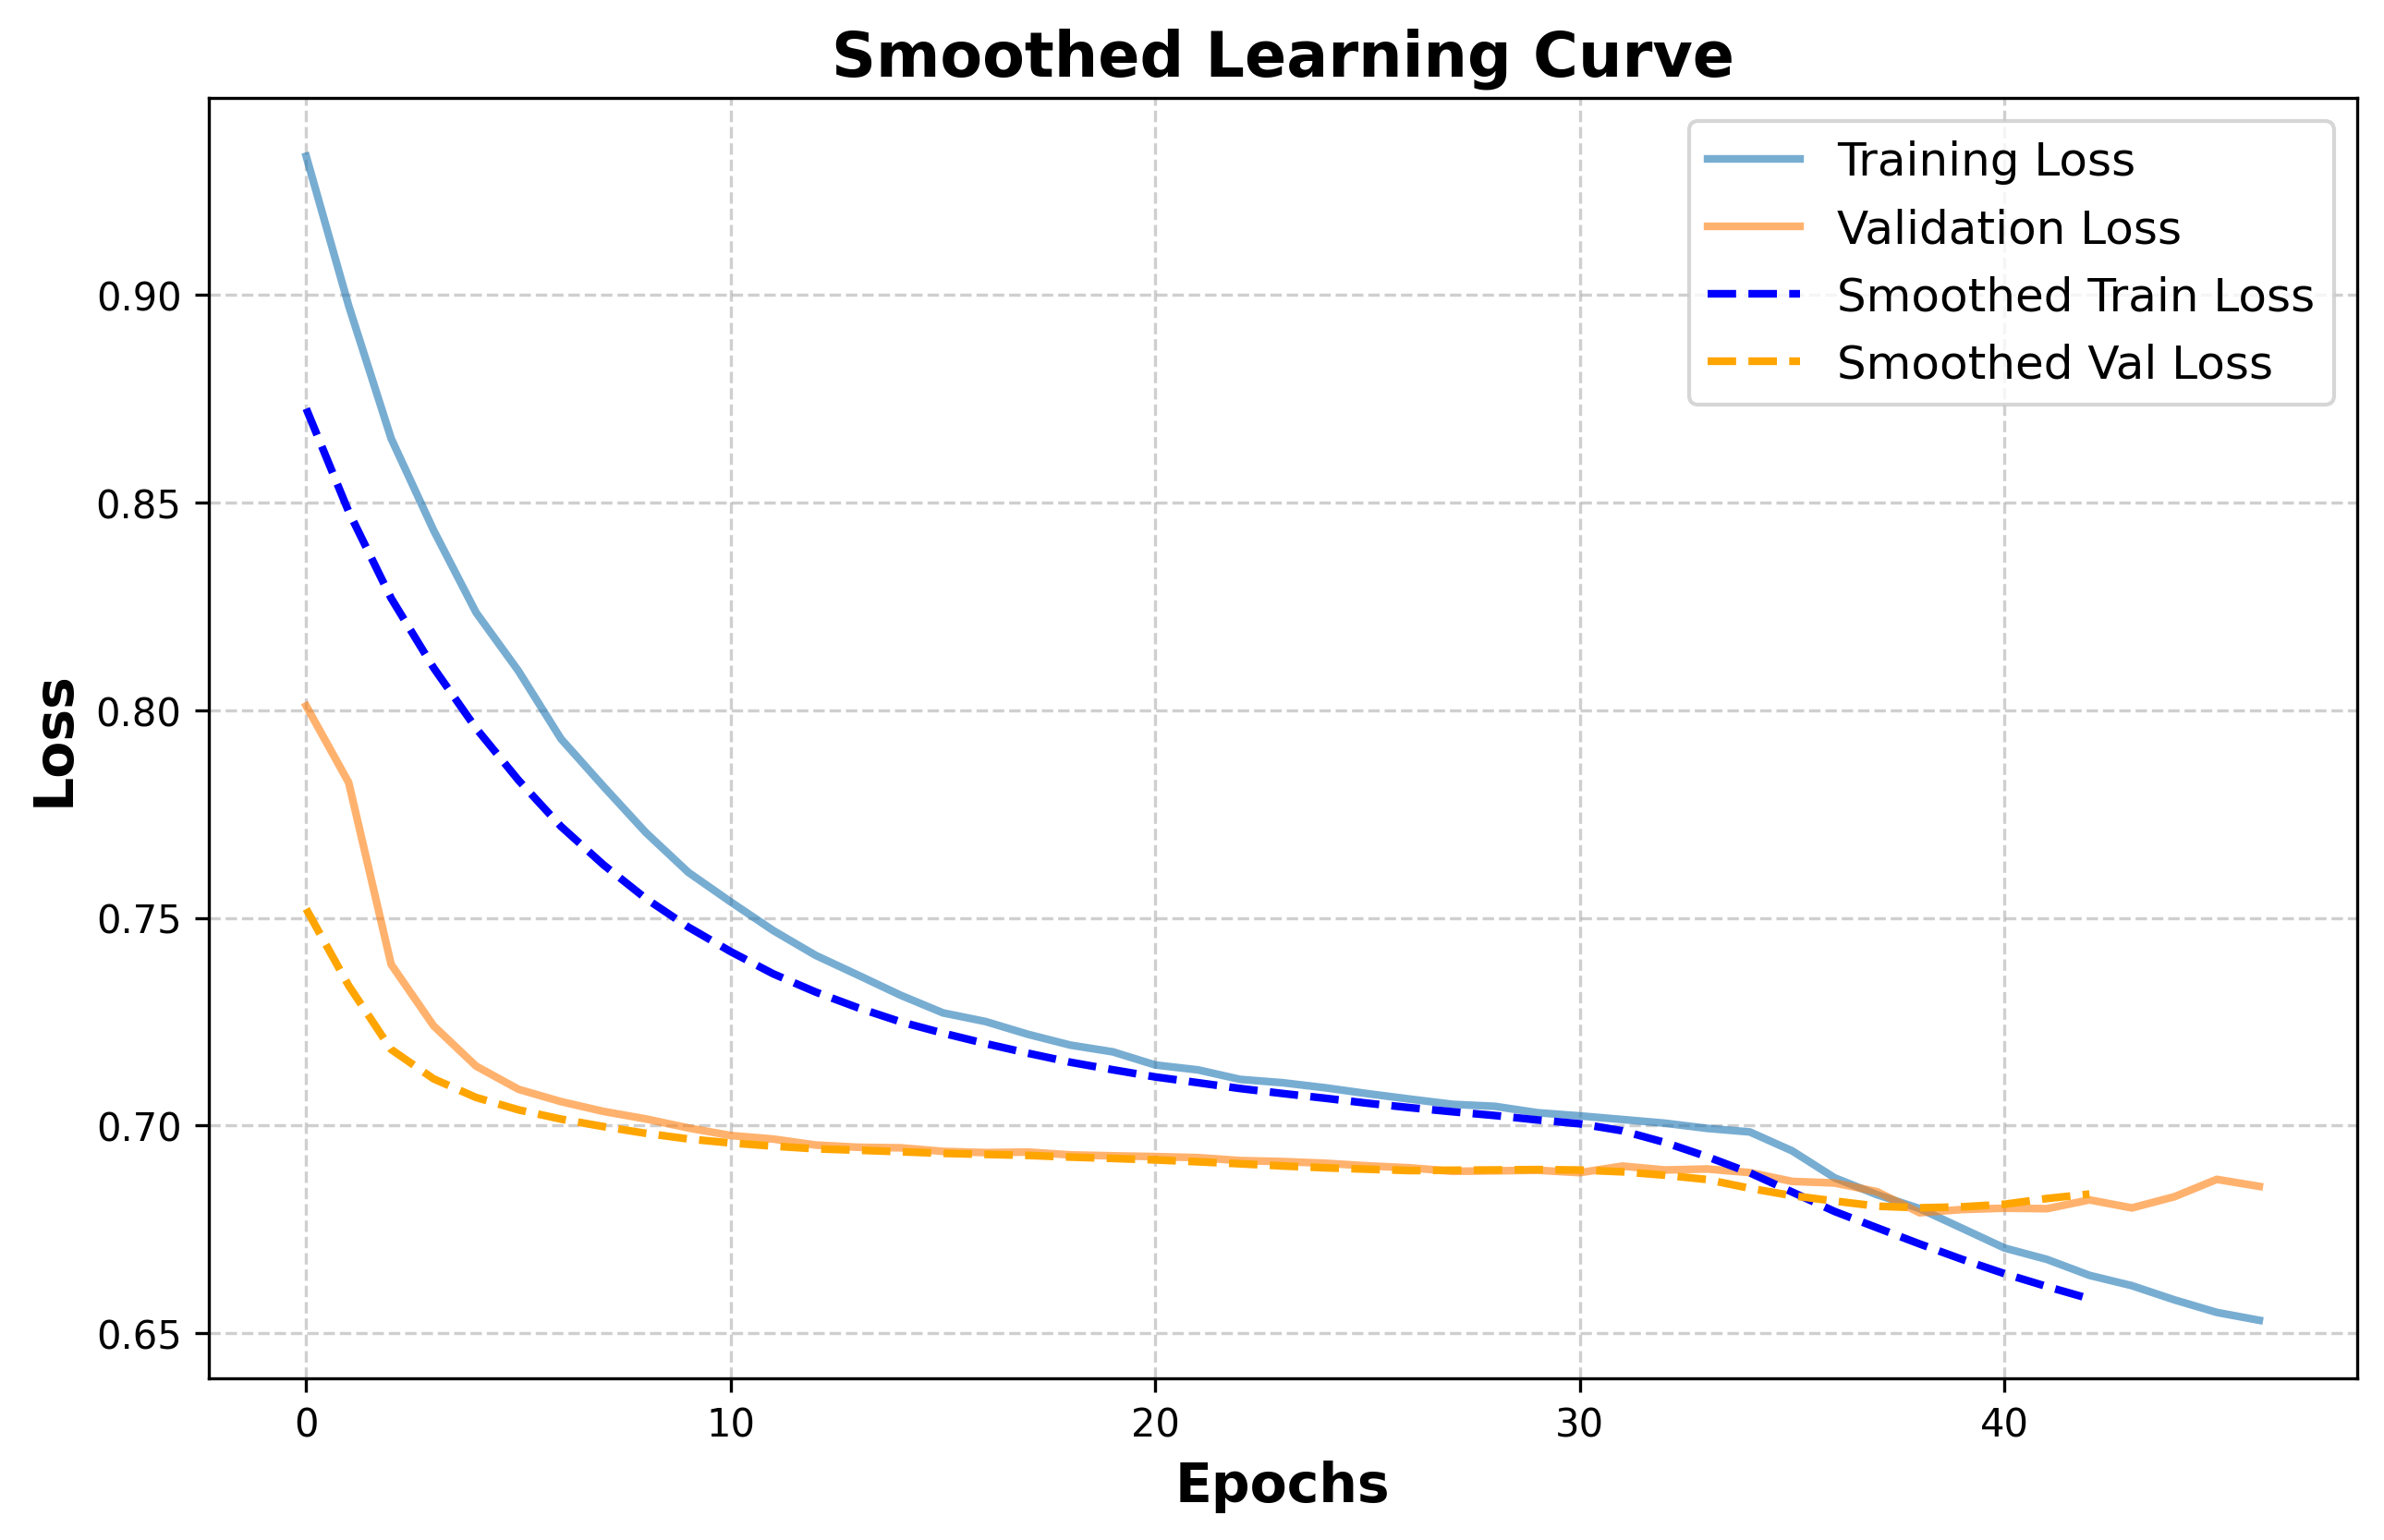 Smoothed Learning Curve
Training Loss
Validation Loss
Smoothed Train Loss
Smoothed Val Loss
Loss
0.90
0.85
0.80
0.75
0.70
0.65
0 10 20 30 40
Epochs